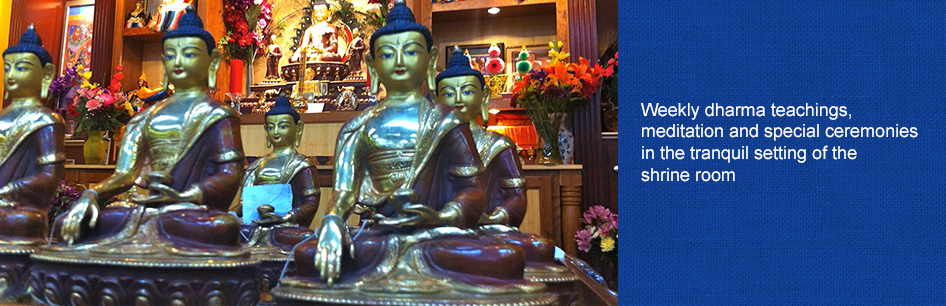 Weekly dharma teachings,
meditation and special ceremonies
in the tranquil setting of the
shrine room